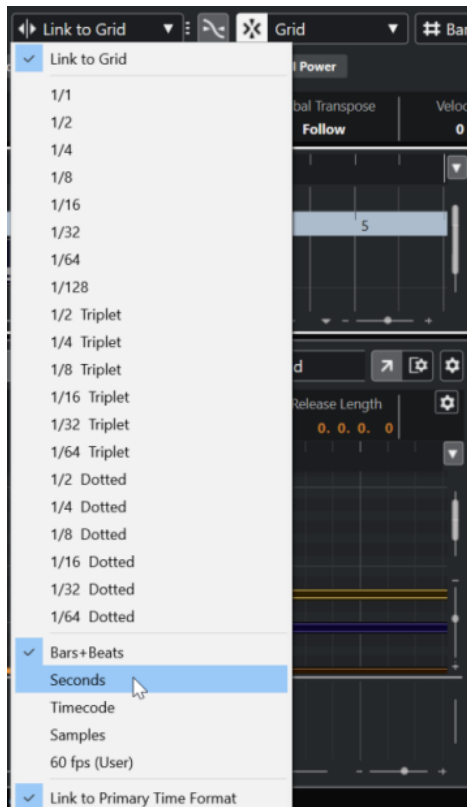 Link to Grid Grid Bar
Link to Grid
Power
1/1
1/2
bal Transpose Veloc
Follow 0
1/4
1/8
1/16
1/32
5
1/64
1/128
1/2 Triplet
1/4 Triplet
1/8 Triplet
d
1/16 Triplet
Release Length
1/32 Triplet
0. 0. 0. 0
1/64 Triplet
1/2 Dotted
1/4 Dotted
1/8 Dotted
1/16 Dotted
1/32 Dotted
1/64 Dotted
Bars+Beats
Seconds
Timecode
Samples
60 fps (User)
Link to Primary Time Format